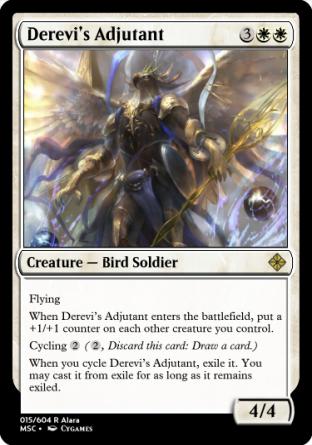 Derevi's Adjutant 3
Creature — Bird Soldier
Flying
When Derevi's Adjutant enters the battlefield, put a
+1/+1 counter on each other creature you control.
Cycling 2 ( 2, Discard this card: Draw a card.)
When you cycle Derevi's Adjutant, exile it. You
may cast it from exile for as long as it remains
exiled.
015/604 R Alara
MSC • Cygames
4/4